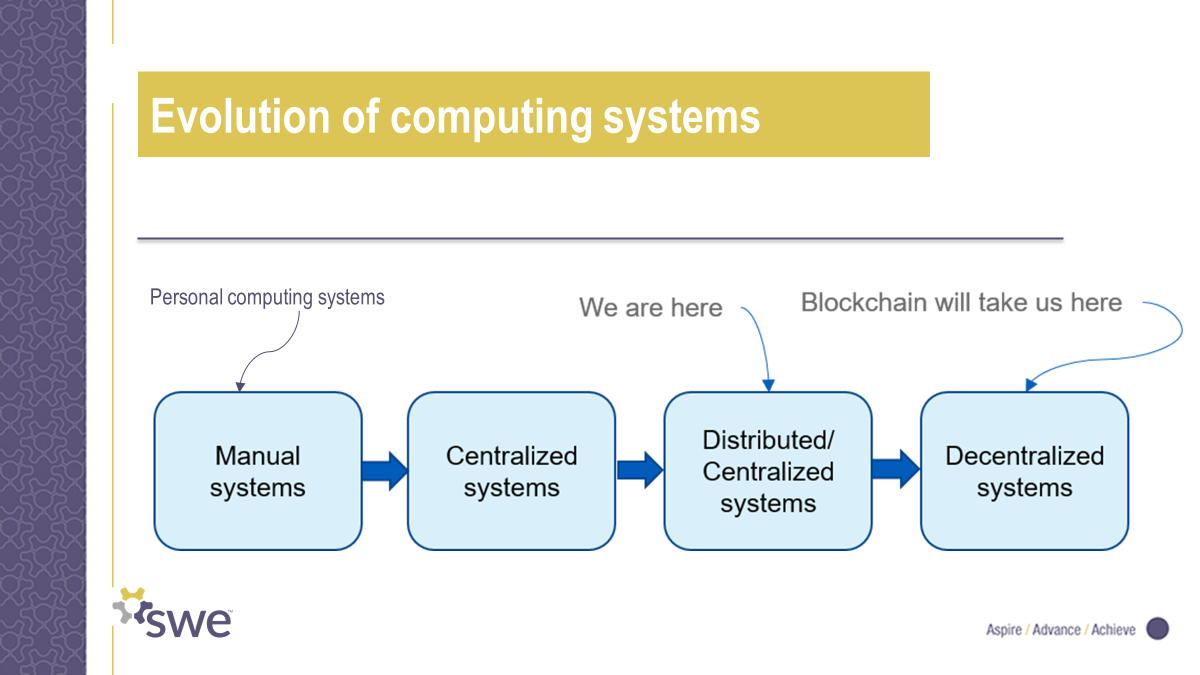 Evolution of computing systems
Personal computing systems
We are here
Blockchain will take us here
Manual
systems
Centralized
systems
Distributed/
Centralized
systems
Decentralized
systems
swe™
Aspire / Advance / Achieve